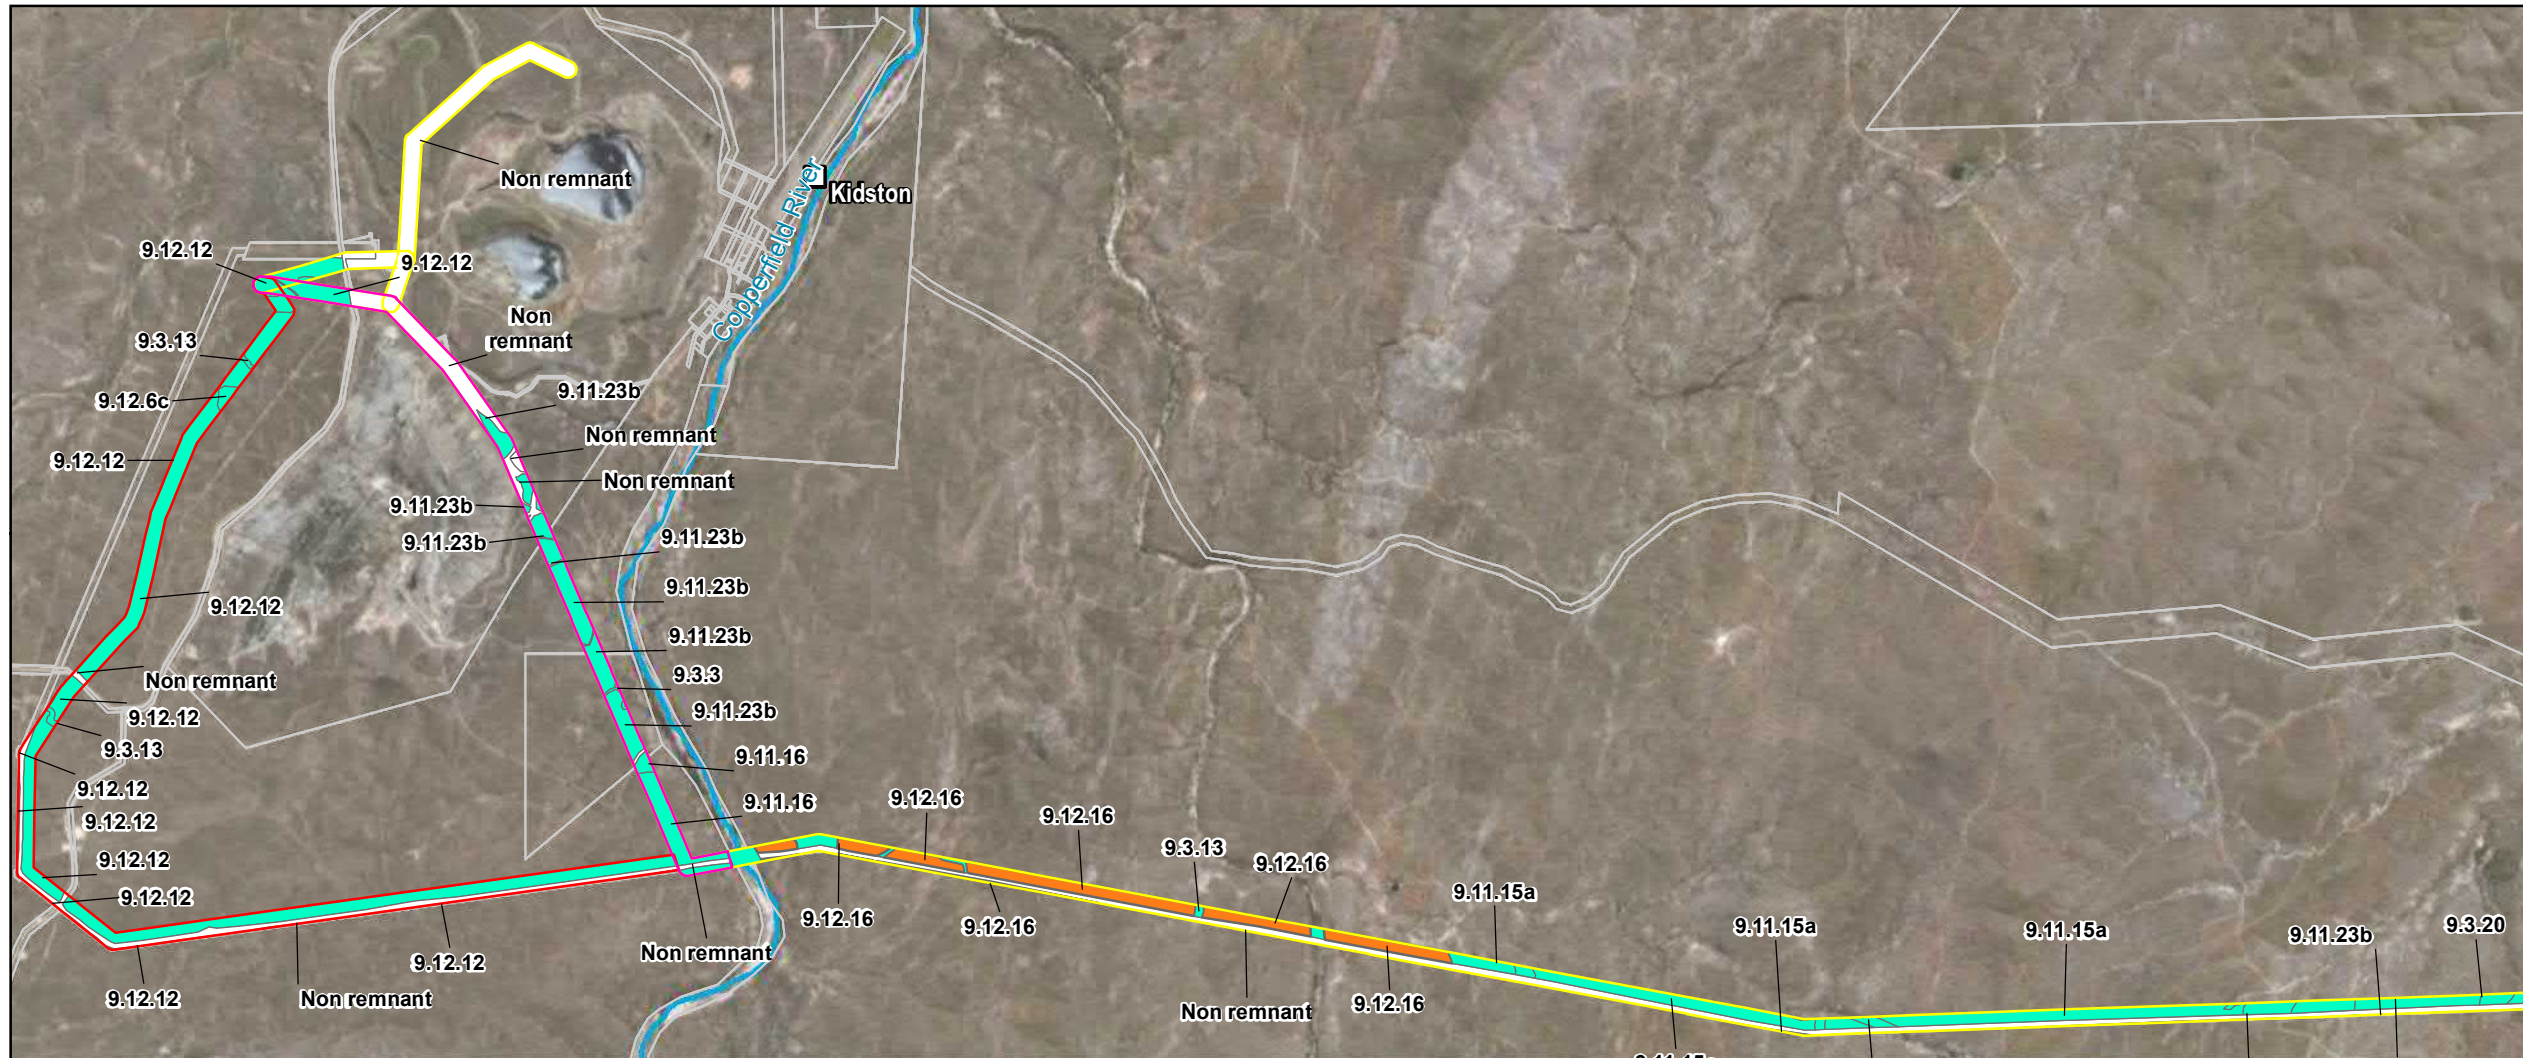 Non remnant
Kidston
Copperfield River
9.12.12
9.12.12
Non
remnant
9.3.13
9.11.23b
9.12.6c
Non remnant
9.12.12
Non remnant
9.11.23b
9.11.23b
9.11.23b
9.11.23b
9.12.12
9.11.23b
9.3.3
Non remnant
9.11.23b
9.12.12
9.3.13
9.11.16
9.12.12
9.11.16
9.12.16
9.12.16
9.12.12
9.3.13
9.12.16
9.12.12
9.12.12
9.11.15a
9.12.16
9.12.16
9.11.15a
9.11.15a
9.11.23b
9.3.20
Non remnant
9.12.12
9.12.12
Non remnant
Non remnant
9.12.16